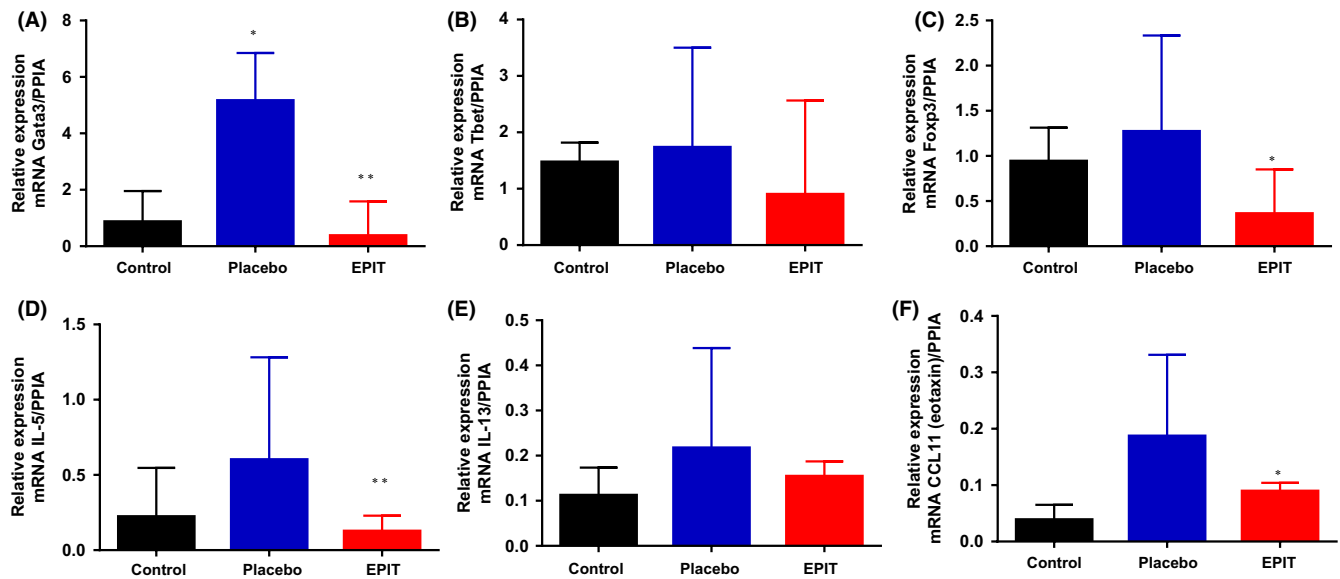 (A)
Relative expression
mRNA Gata3/PPIA
8
6
4
2
0
*
**
Control Placebo EPIT
(B)
Relative expression
mRNA Tbet/PPIA
4
3
2
1
0
Control Placebo EPIT
(C)
Relative expression
mRNA Foxp3/PPIA
2.5
2.0
1.5
1.0
0.5
0.0
*
Control Placebo EPIT
(D)
Relative expression
mRNA IL-5/PPIA
1.5
1.0
0.5
0.0
**
Control Placebo EPIT
(E)
Relative expression
mRNA IL-13/PPIA
0.5
0.4
0.3
0.2
0.1
0.0
Control Placebo EPIT
(F)
Relative expression
mRNA CCL11 (eotaxin)/PPIA
0.4
0.3
0.2
0.1
0.0
*
Control Placebo EPIT